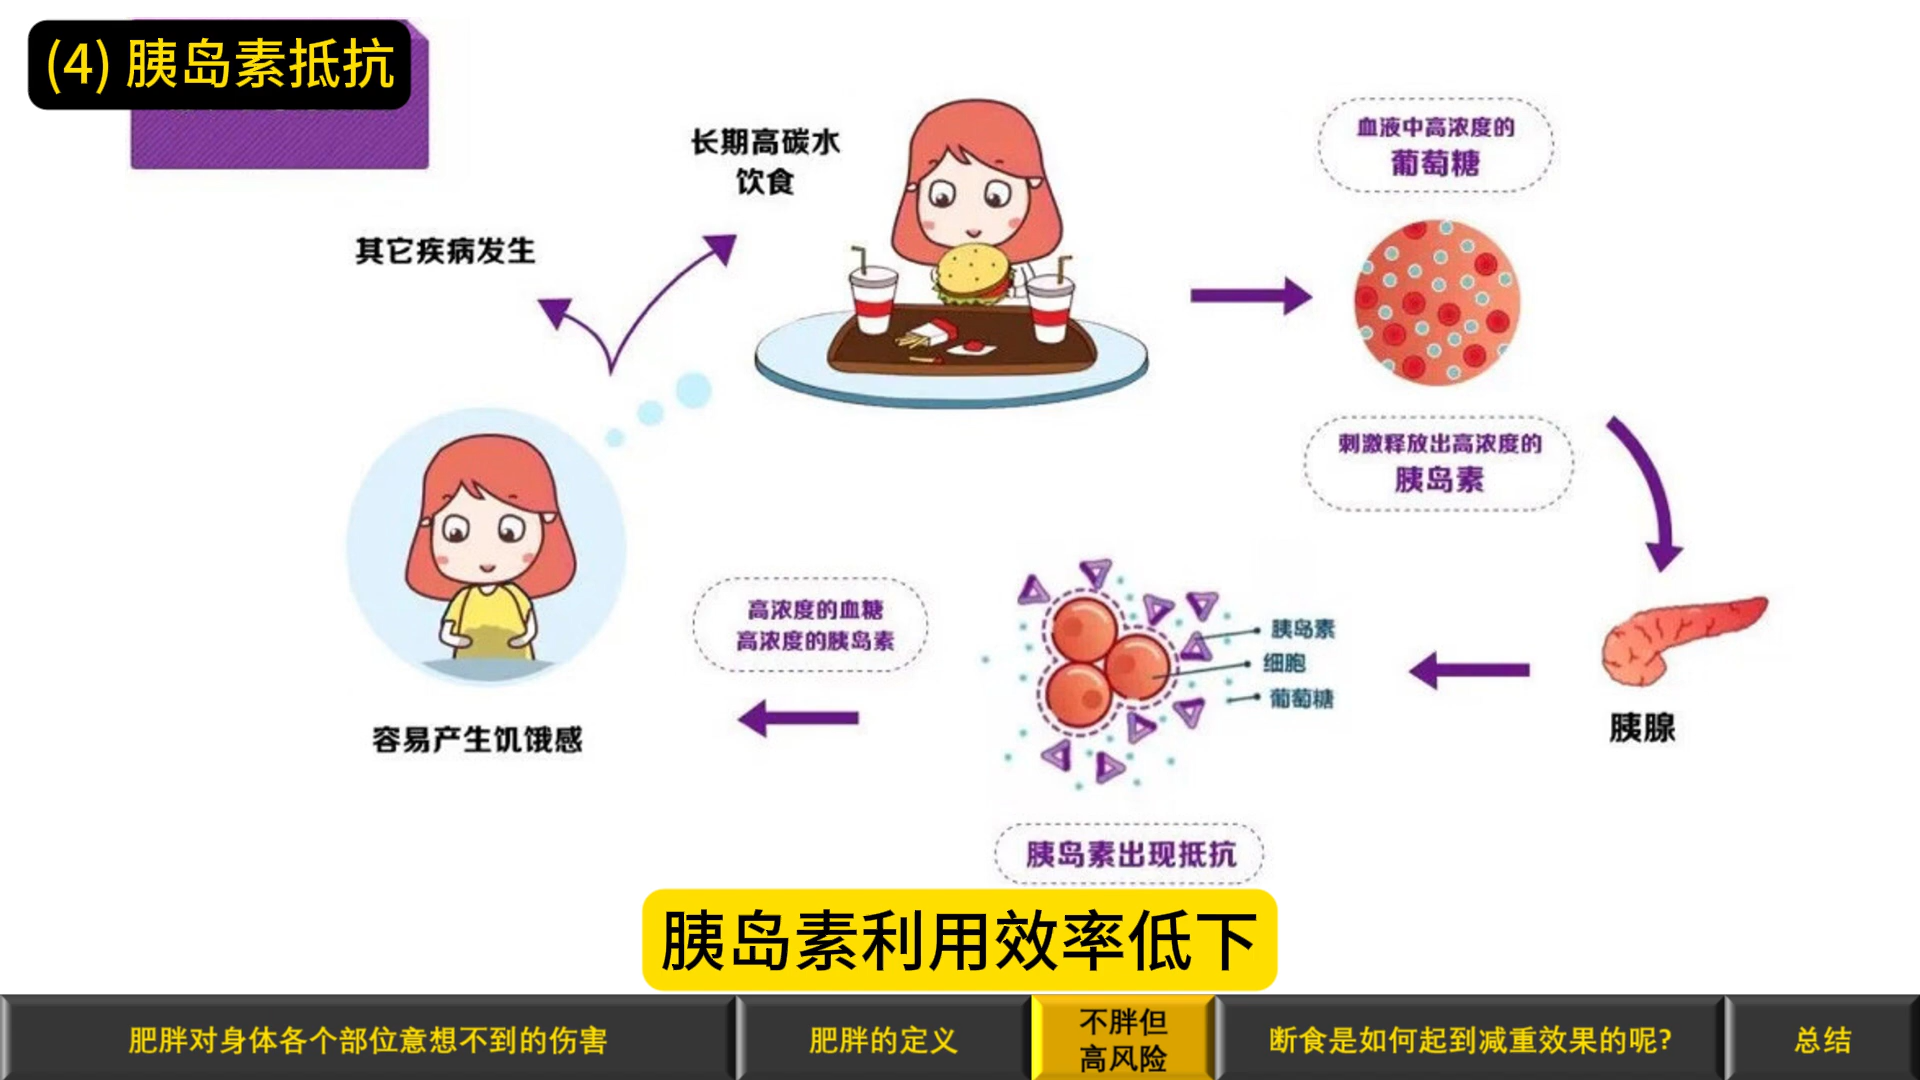 (4) 胰岛素抵抗
长期高碳水
饮食
血液中高浓度的
葡萄糖
其它疾病发生
刺激释放出高浓度的
胰岛素
高浓度的血糖
高浓度的胰岛素
胰岛素
细胞
葡萄糖
胰腺
容易产生饥饿感
胰岛素出现抵抗
胰岛素利用效率低下
肥胖对身体各个部位意想不到的伤害
肥胖的定义
不胖但
高风险
断食是如何起到减重效果的呢?
总结